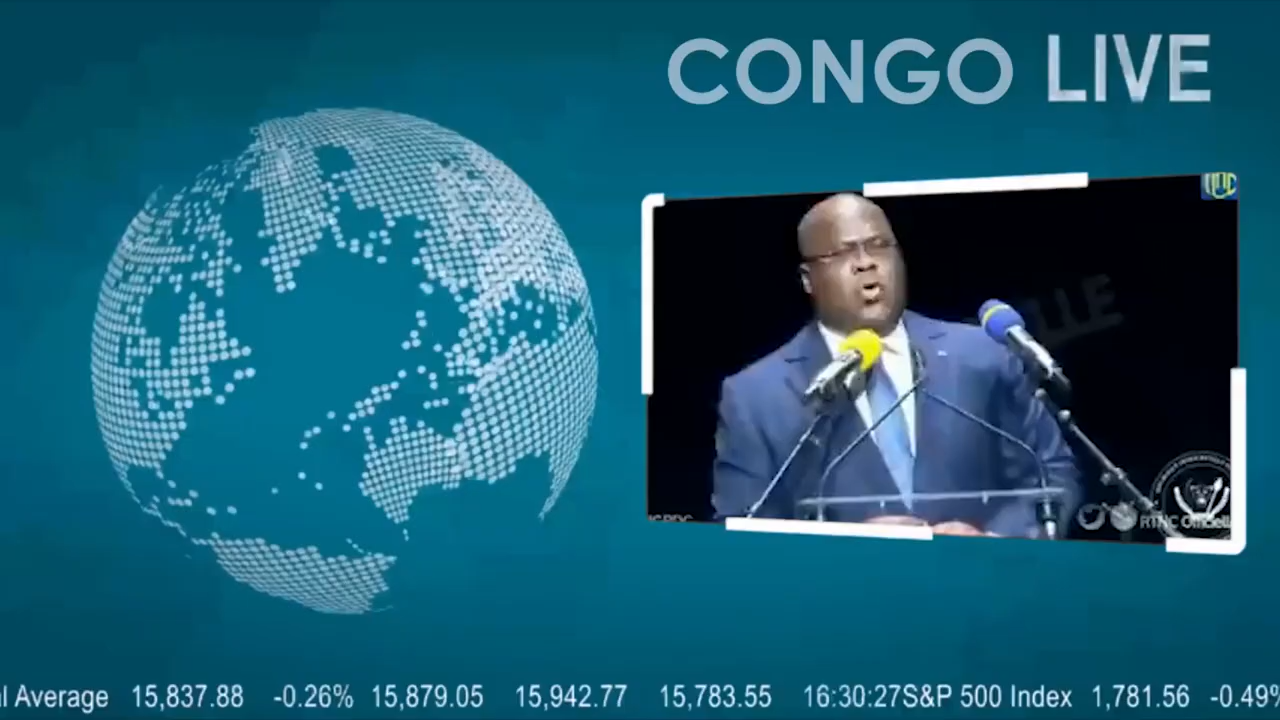 CONGO LIVE
RTNC Officiell
al Average 15,837.88 -0.26% 15,879.05 15,942.77 15,783.55 16:30:27S&P 500 Index 1,781.56 -0.49%